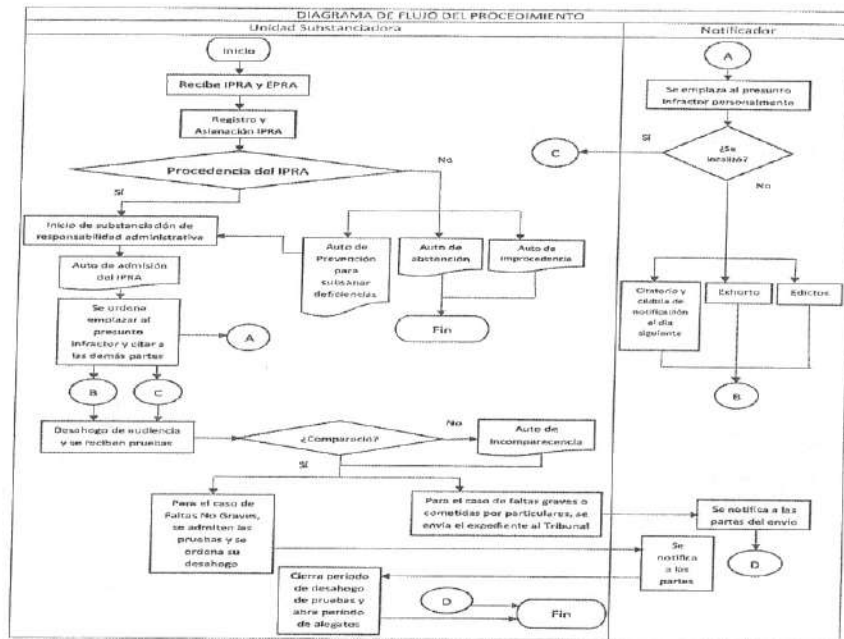 DIAGRAMA DE FLUJO DEL PROCEDIMIENTO
Unidad Substanciadora
Notificador
Inicio
Recibe IPRA y EPRA
Registro y
Asignación IPRA
Procedencia del IPRA
No
Sí
Inicio de substanciación de
responsabilidad administrativa
Auto de
Prevención
para
subsanar
deficiencias
Auto de
abstención
Auto de
improcedencia
Fin
Auto de admisión
del IPRA
Se ordena
emplazar al
presunto
infractor y citar a
las demás partes
A
B
C
Desahogo de audiencia
y se reciben pruebas
¿Compareció?
No
Auto de
incomparecencia
Sí
Para el caso de
Faltas No Graves,
se admiten las
pruebas y se
ordena su
desahogo
Para el caso de faltas graves o
cometidas por particulares, se
envía el expediente al Tribunal
Cierra período
de desahogo
de pruebas y
abre período
de alegatos
D
Fin
A
Se emplaza al presunto
infractor personalmente
Sí
C
¿Se
localizó?
No
Citatorio y
cédula de
notificación
al día
siguiente
Exhorto
Edictos
B
Se notifica a las
partes del envío
D
Se
notifica
a las
partes